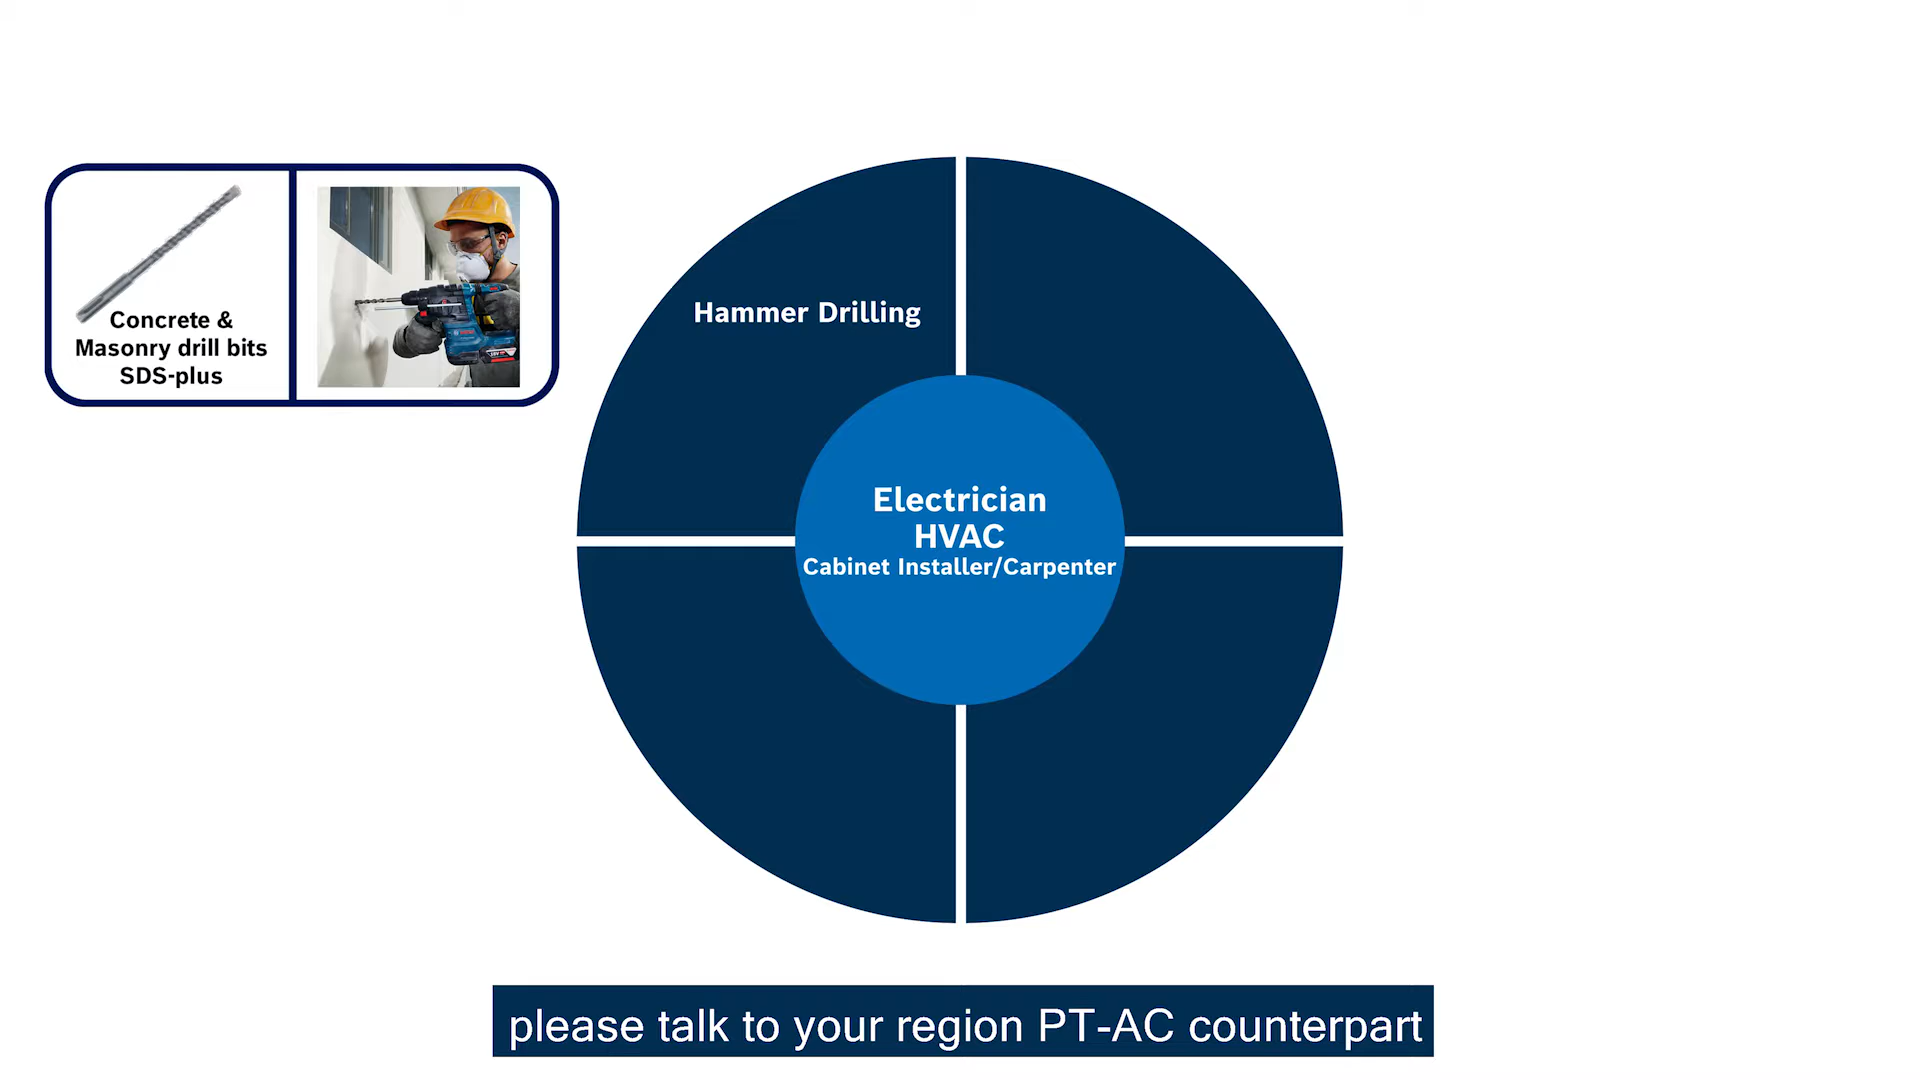 Concrete &
Masonry drill bits
SDS-plus
Hammer Drilling
Electrician
HVAC
Cabinet Installer/Carpenter
please talk to your region PT-AC counterpart